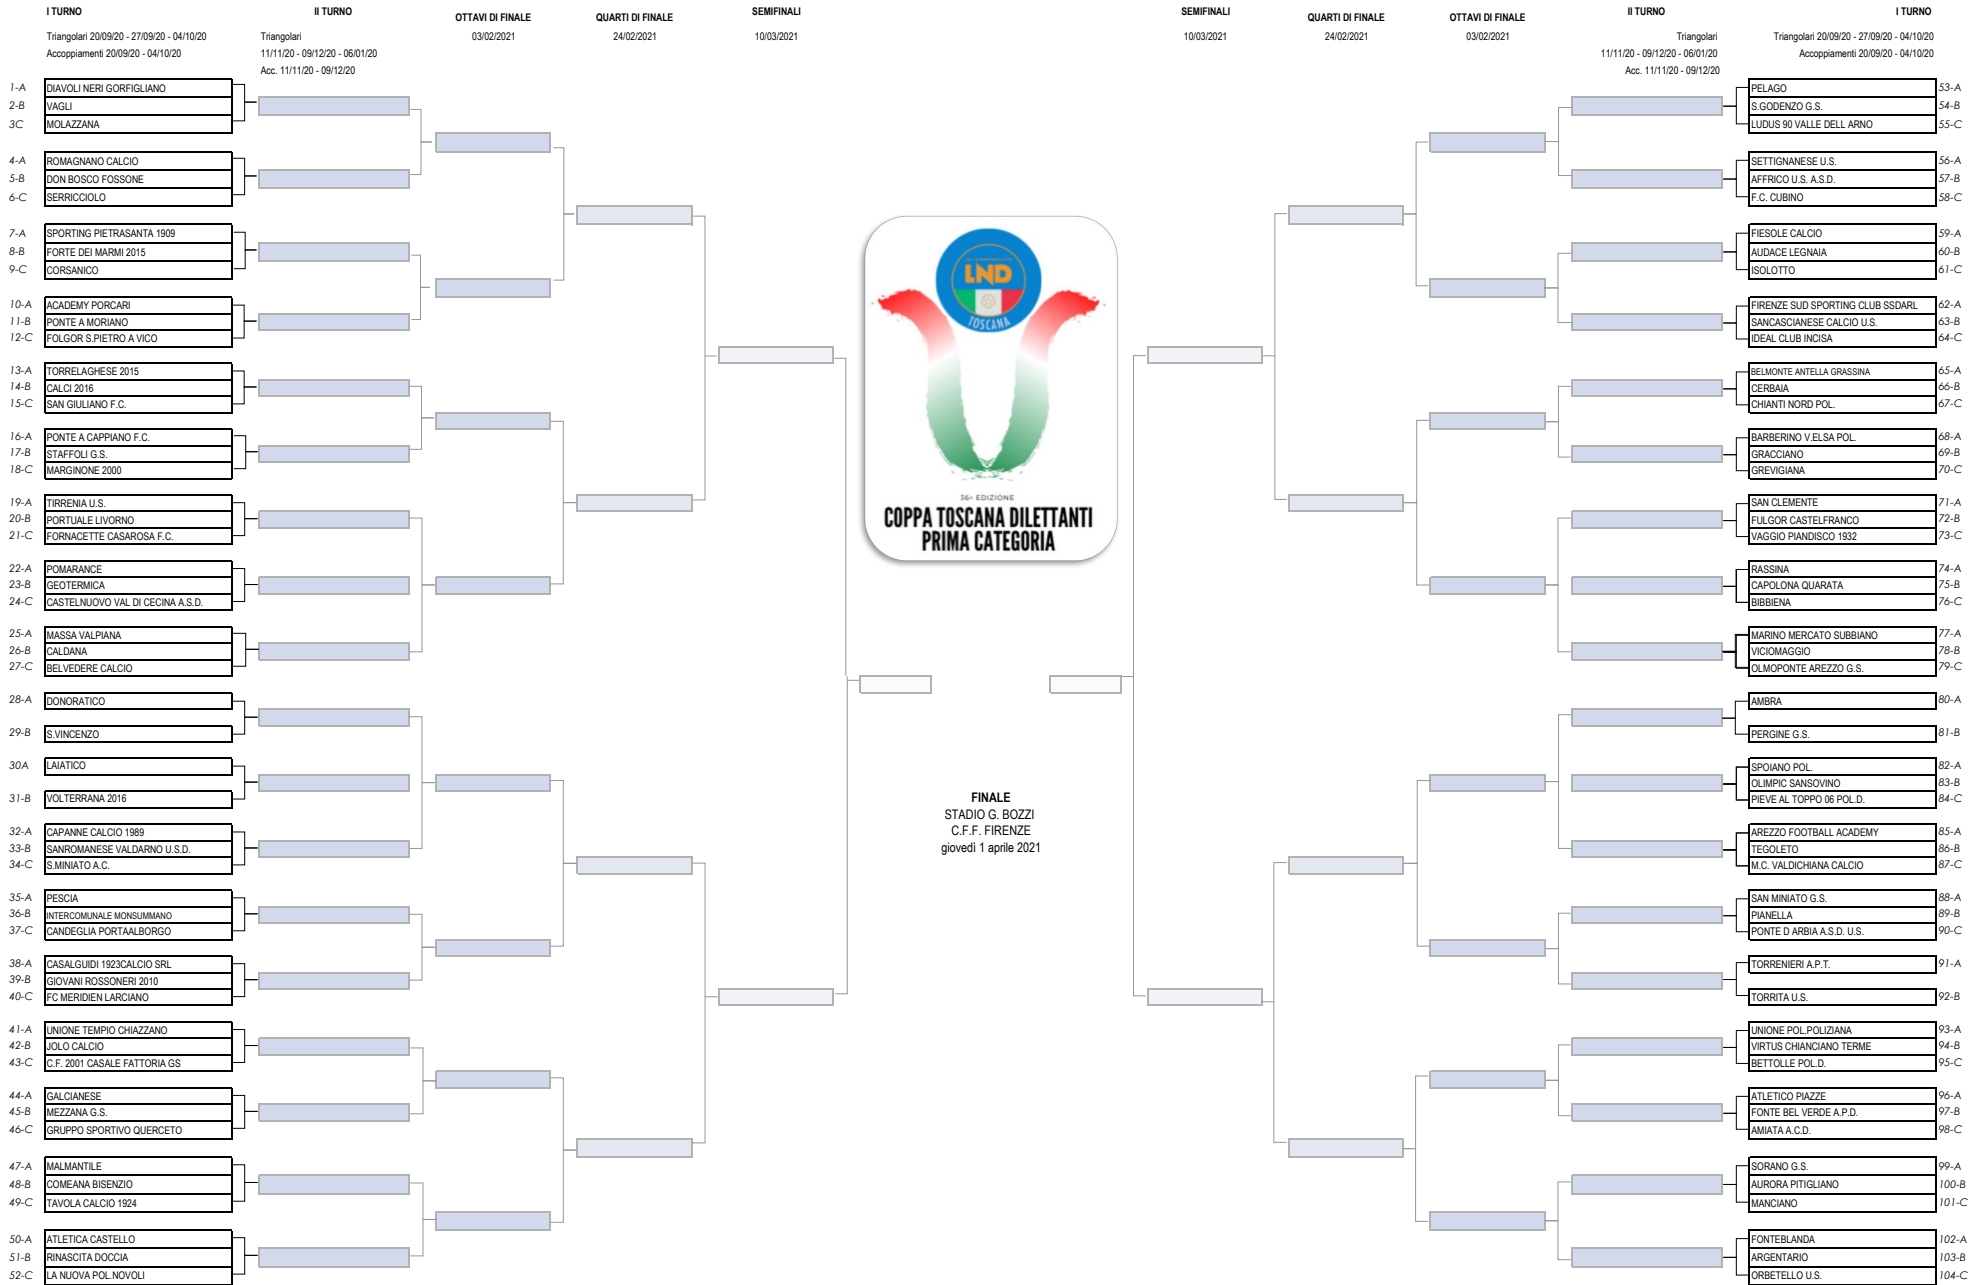 I TURNO
Triangolari 20/09/20 - 27/09/20 - 04/10/20
Accoppiamenti 20/09/20 - 04/10/20
II TURNO
Triangolari
11/11/20 - 09/12/20 - 06/01/20
Acc. 11/11/20 - 09/12/20
OTTAVI DI FINALE
03/02/2021
QUARTI DI FINALE
24/02/2021
SEMIFINALI
10/03/2021
SEMIFINALI
10/03/2021
QUARTI DI FINALE
24/02/2021
OTTAVI DI FINALE
03/02/2021
II TURNO
Triangolari
11/11/20 - 09/12/20 - 06/01/20
Acc. 11/11/20 - 09/12/20
I TURNO
Triangolari 20/09/20 - 27/09/20 - 04/10/20
Accoppiamenti 20/09/20 - 04/10/20
1-A DIAVOLI NERI GORFIGLIANO
2-B VAGLI
3C MOLAZZANA
4-A ROMAGNANO CALCIO
5-B DON BOSCO FOSSONE
6-C SERRICCIOLO
7-A SPORTING PIETRASANTA 1909
8-B FORTE DEI MARMI 2015
9-C CORSANICO
10-A ACADEMY PORCARI
11-B PONTE A MORIANO
12-C FOLGOR S.PIETRO A VICO
13-A TORRELAGHESE 2015
14-B CALCI 2016
15-C SAN GIULIANO F.C.
16-A PONTE A CAPPIANO F.C.
17-B STAFFOLI G.S.
18-C MARGINONE 2000
19-A TIRRENIA U.S.
20-B PORTUALE LIVORNO
21-C FORNACETTE CASAROSA F.C.
22-A POMARANCE
23-B GEOTERMICA
24-C CASTELNUOVO VAL DI CECINA A.S.D.
25-A MASSA VALPIANA
26-B CALDANA
27-C BELVEDERE CALCIO
28-A DONORATICO
29-B S.VINCENZO
30A LAIATICO
31-B VOLTERRANA 2016
32-A CAPANNE CALCIO 1989
33-B SANROMANESE VALDARNO U.S.D.
34-C S.MINIATO A.C.
35-A PESCIA
36-B INTERCOMUNALE MONSUMMANO
37-C CANDEGLIA PORTAALBORGO
38-A CASALGUIDI 1923CALCIO SRL
39-B GIOVANI ROSSONERI 2010
40-C FC MERIDIEN LARCIANO
41-A UNIONE TEMPIO CHIAZZANO
42-B JOLO CALCIO
43-C C.F. 2001 CASALE FATTORIA GS
44-A GALCIANESE
45-B MEZZANA G.S.
46-C GRUPPO SPORTIVO QUERCETO
47-A MALMANTILE
48-B COMEANA BISENZIO
49-C TAVOLA CALCIO 1924
50-A ATLETICA CASTELLO
51-B RINASCITA DOCCIA
52-C LA NUOVA POL.NOVOLI
LND
TOSCANA
36ª EDIZIONE
COPPA TOSCANA DILETTANTI
PRIMA CATEGORIA
FINALE
STADIO G. BOZZI
C.F.F. FIRENZE
giovedì 1 aprile 2021
PELAGO 53-A
S.GODENZO G.S. 54-B
LUDUS 90 VALLE DELL ARNO 55-C
SETTIGNANESE U.S. 56-A
AFFRICO U.S. A.S.D. 57-B
F.C. CUBINO 58-C
FIESOLE CALCIO 59-A
AUDACE LEGNAIA 60-B
ISOLOTTO 61-C
FIRENZE SUD SPORTING CLUB SSDARL 62-A
SANCASCIANESE CALCIO U.S. 63-B
IDEAL CLUB INCISA 64-C
BELMONTE ANTELLA GRASSINA 65-A
CERBAIA 66-B
CHIANTI NORD POL. 67-C
BARBERINO V.ELSA POL. 68-A
GRACCIANO 69-B
GREVIGIANA 70-C
SAN CLEMENTE 71-A
FULGOR CASTELFRANCO 72-B
VAGGIO PIANDISCO 1932 73-C
RASSINA 74-A
CAPOLONA QUARATA 75-B
BIBBIENA 76-C
MARINO MERCATO SUBBIANO 77-A
VICIOMAGGIO 78-B
OLMOPONTE AREZZO G.S. 79-C
AMBRA 80-A
PERGINE G.S. 81-B
SPOIANO POL. 82-A
OLIMPIC SANSOVINO 83-B
PIEVE AL TOPPO 06 POL.D. 84-C
AREZZO FOOTBALL ACADEMY 85-A
TEGOLETO 86-B
M.C. VALDICHIANA CALCIO 87-C
SAN MINIATO G.S. 88-A
PIANELLA 89-B
PONTE D ARBIA A.S.D. U.S. 90-C
TORRENIERI A.P.T. 91-A
TORRITA U.S. 92-B
UNIONE POL.POLIZIANA 93-A
VIRTUS CHIANCIANO TERME 94-B
BETTOLLE POL.D. 95-C
ATLETICO PIAZZE 96-A
FONTE BEL VERDE A.P.D. 97-B
AMIATA A.C.D. 98-C
SORANO G.S. 99-A
AURORA PITIGLIANO 100-B
MANCIANO 101-C
FONTEBLANDA 102-A
ARGENTARIO 103-B
ORBETELLO U.S. 104-C